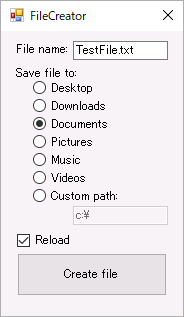 FileCreator
File name: TestFile.txt
Save file to:
Desktop
Downloads
Documents
Pictures
Music
Videos
Custom path:
c:¥
Reload
Create file